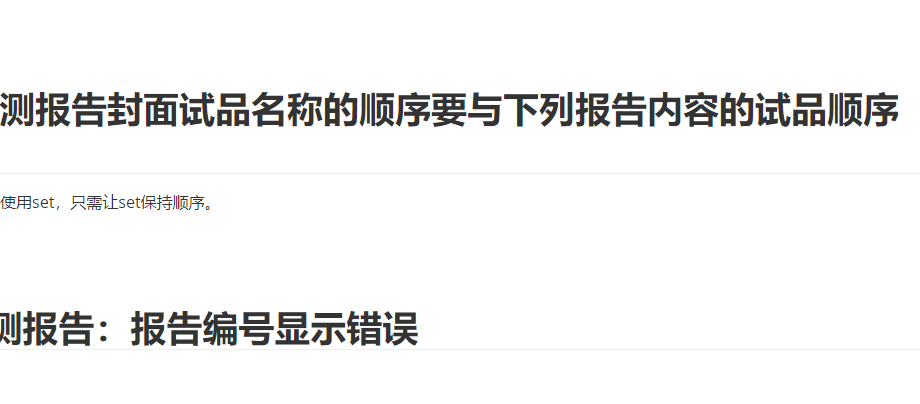 测报告封面试品名称的顺序要与下列报告内容的试品顺序
使用set，只需让set保持顺序。
测报告：报告编号显示错误